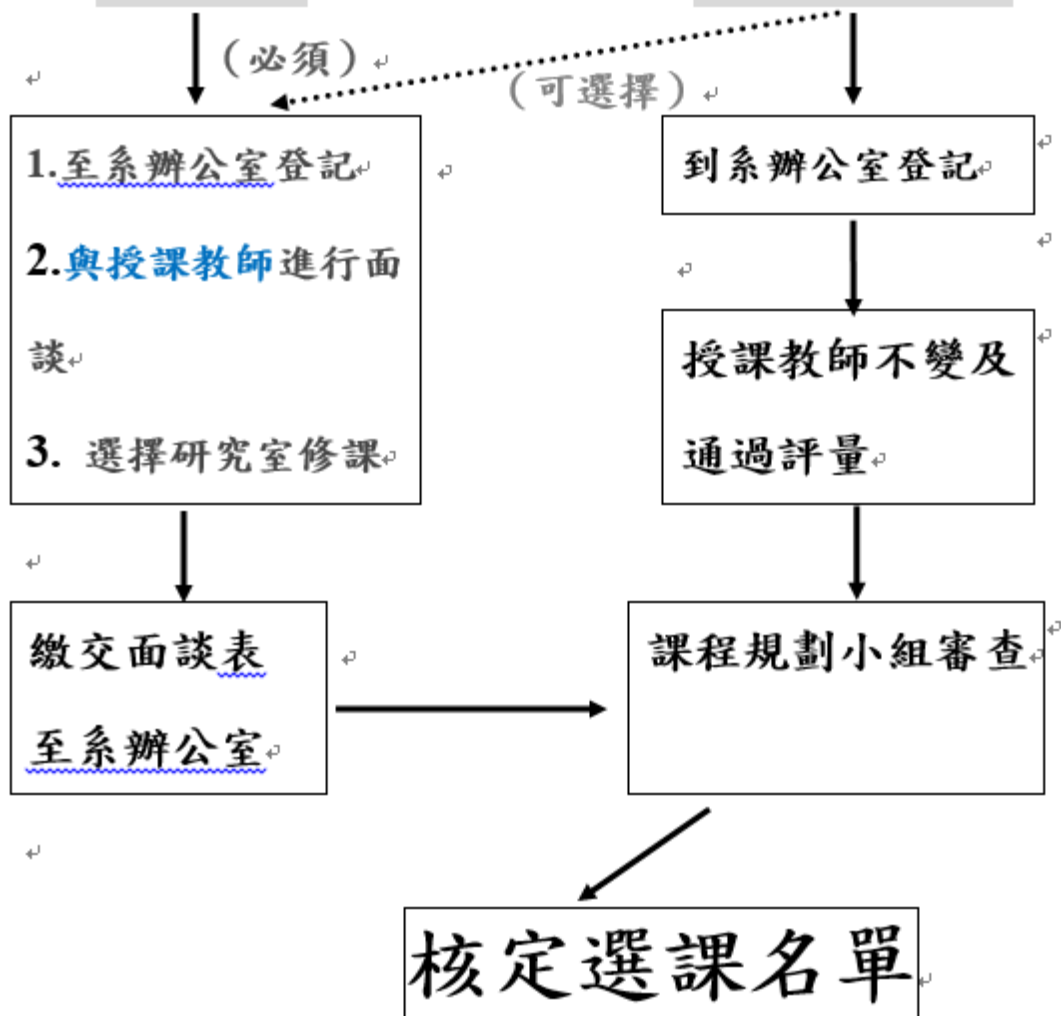 （必須）
（可選擇）
1.至系辦公室登記
2.與授課教師進行面
談
3. 選擇研究室修課
到系辦公室登記
授課教師不變及
通過評量
繳交面談表
至系辦公室
課程規劃小組審查
核定選課名單